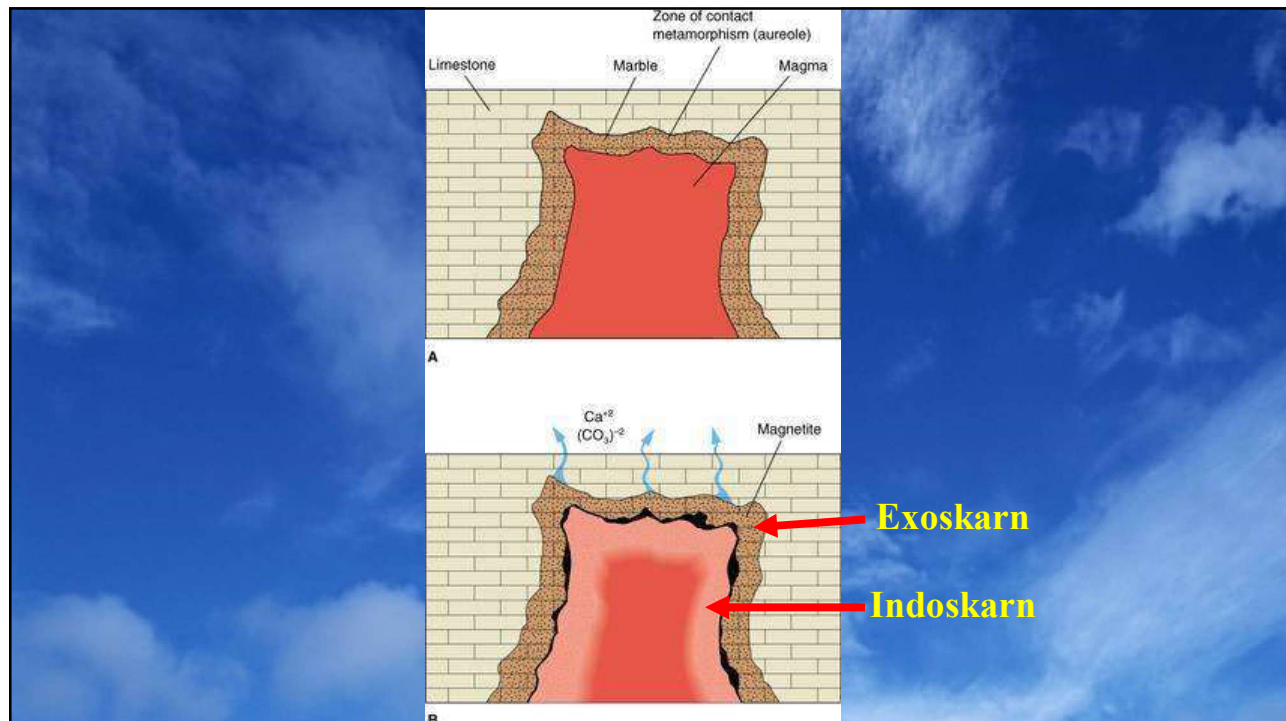 Zone of contact
metamorphism (aureole)
Limestone
Marble
Magma
A
Ca⁺²
(CO₃)⁻²
Magnetite
Exoskarn
Indoskarn
B